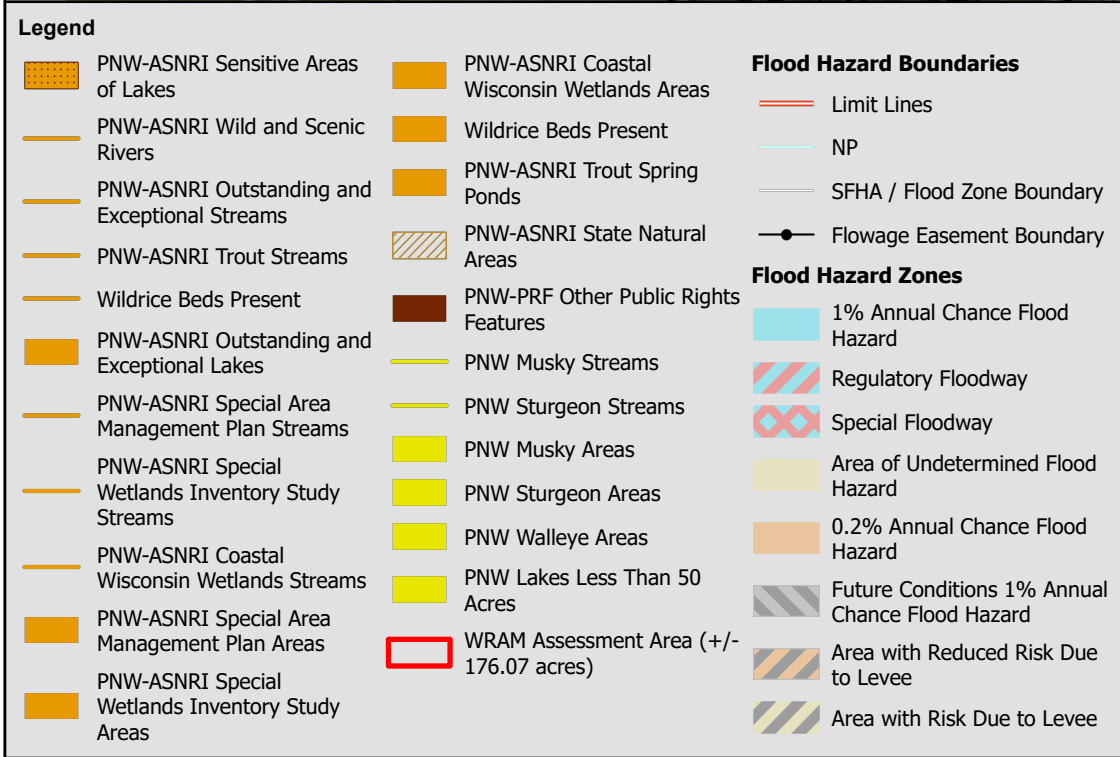 Legend
PNW-ASNRI Sensitive Areas
of Lakes
PNW-ASNRI Wild and Scenic
Rivers
PNW-ASNRI Outstanding and
Exceptional Streams
PNW-ASNRI Trout Streams
Wildrice Beds Present
PNW-ASNRI Outstanding and
Exceptional Lakes
PNW-ASNRI Special Area
Management Plan Streams
PNW-ASNRI Special
Wetlands Inventory Study
Streams
PNW-ASNRI Coastal
Wisconsin Wetlands Streams
PNW-ASNRI Special Area
Management Plan Areas
PNW-ASNRI Special
Wetlands Inventory Study
Areas
PNW-ASNRI Coastal
Wisconsin Wetlands Areas
Wildrice Beds Present
PNW-ASNRI Trout Spring
Ponds
PNW-ASNRI State Natural
Areas
PNW-PRF Other Public Rights
Features
PNW Musky Streams
PNW Sturgeon Streams
PNW Musky Areas
PNW Sturgeon Areas
PNW Walleye Areas
PNW Lakes Less Than 50
Acres
WRAM Assessment Area (+/-
176.07 acres)
Flood Hazard Boundaries
Limit Lines
NP
SFHA / Flood Zone Boundary
Flowage Easement Boundary
Flood Hazard Zones
1% Annual Chance Flood
Hazard
Regulatory Floodway
Special Floodway
Area of Undetermined Flood
Hazard
0.2% Annual Chance Flood
Hazard
Future Conditions 1% Annual
Chance Flood Hazard
Area with Reduced Risk Due
to Levee
Area with Risk Due to Levee